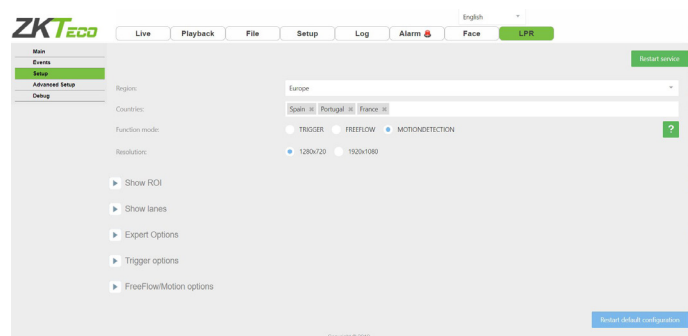 English
ZKTECO
Live Playback File Setup Log Alarm Face LPR
Main
Events
Setup
Advanced Setup
Debug
Restart service
Region: Europe
Countries: Spain × Portugal × France ×
Function mode: TRIGGER FREEFLOW MOTIONDETECTION ?
Resolution: 1280x720 1920x1080
Show ROI
Show lanes
Expert Options
Trigger options
FreeFlow/Motion options
Restart default configuration